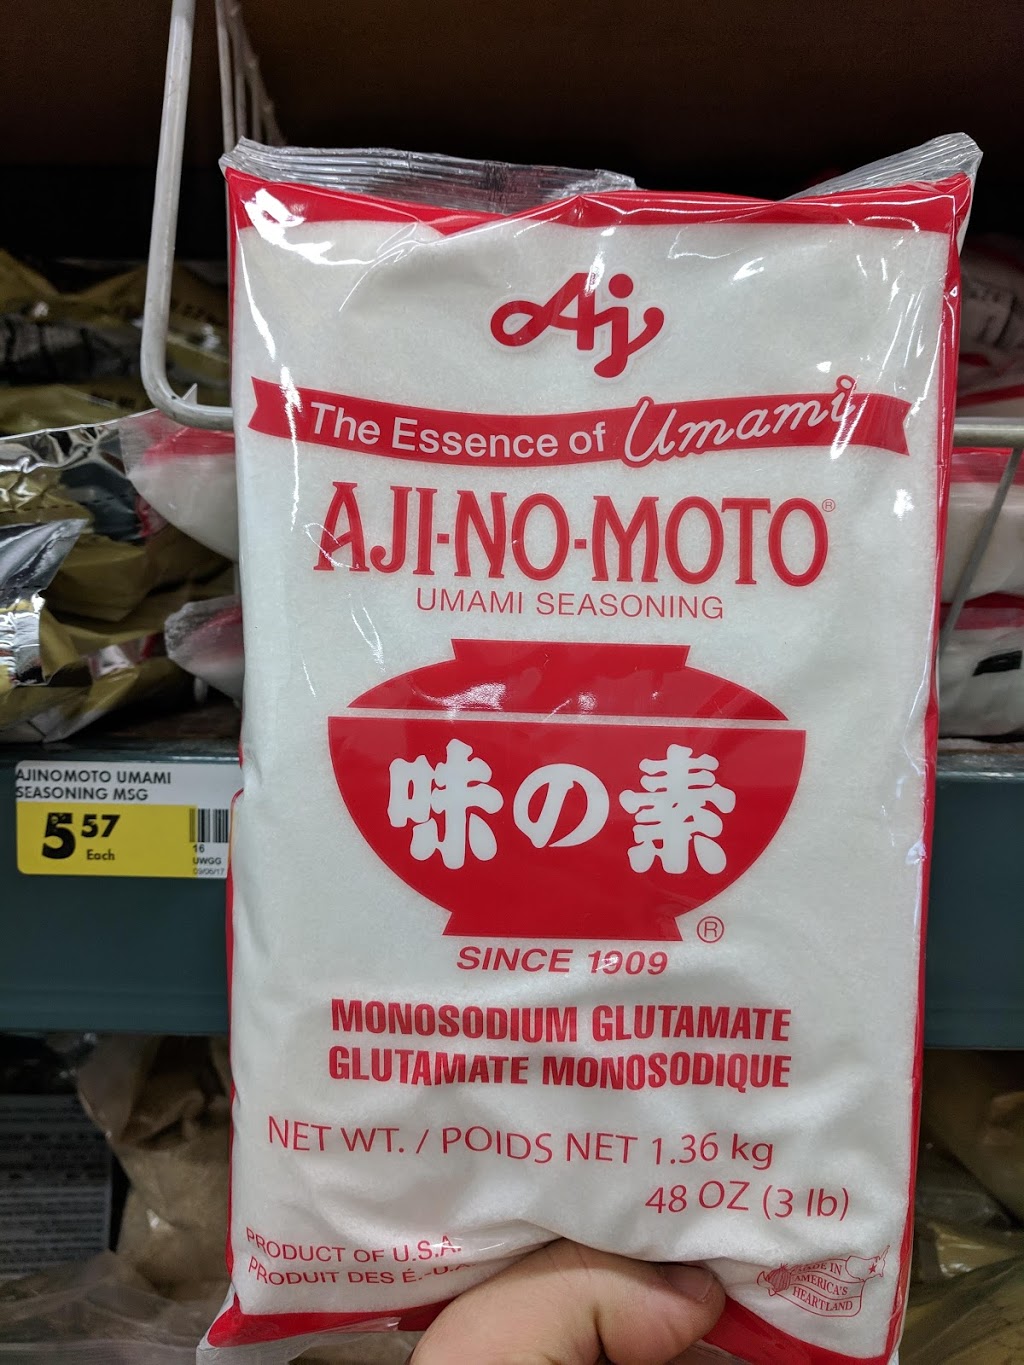 Aj
The Essence of Umami
AJI-NO-MOTO®
UMAMI SEASONING
味の素
®
SINCE 1909
MONOSODIUM GLUTAMATE
GLUTAMATE MONOSODIQUE
NET WT. / POIDS NET 1.36 kg
48 OZ (3 lb)
PRODUCT OF U.S.A.
PRODUIT DES É.-U.A.
MADE IN
AMERICA'S
HEARTLAND
AJINOMOTO UMAMI
SEASONING MSG
5 57
Each
16
UWGG